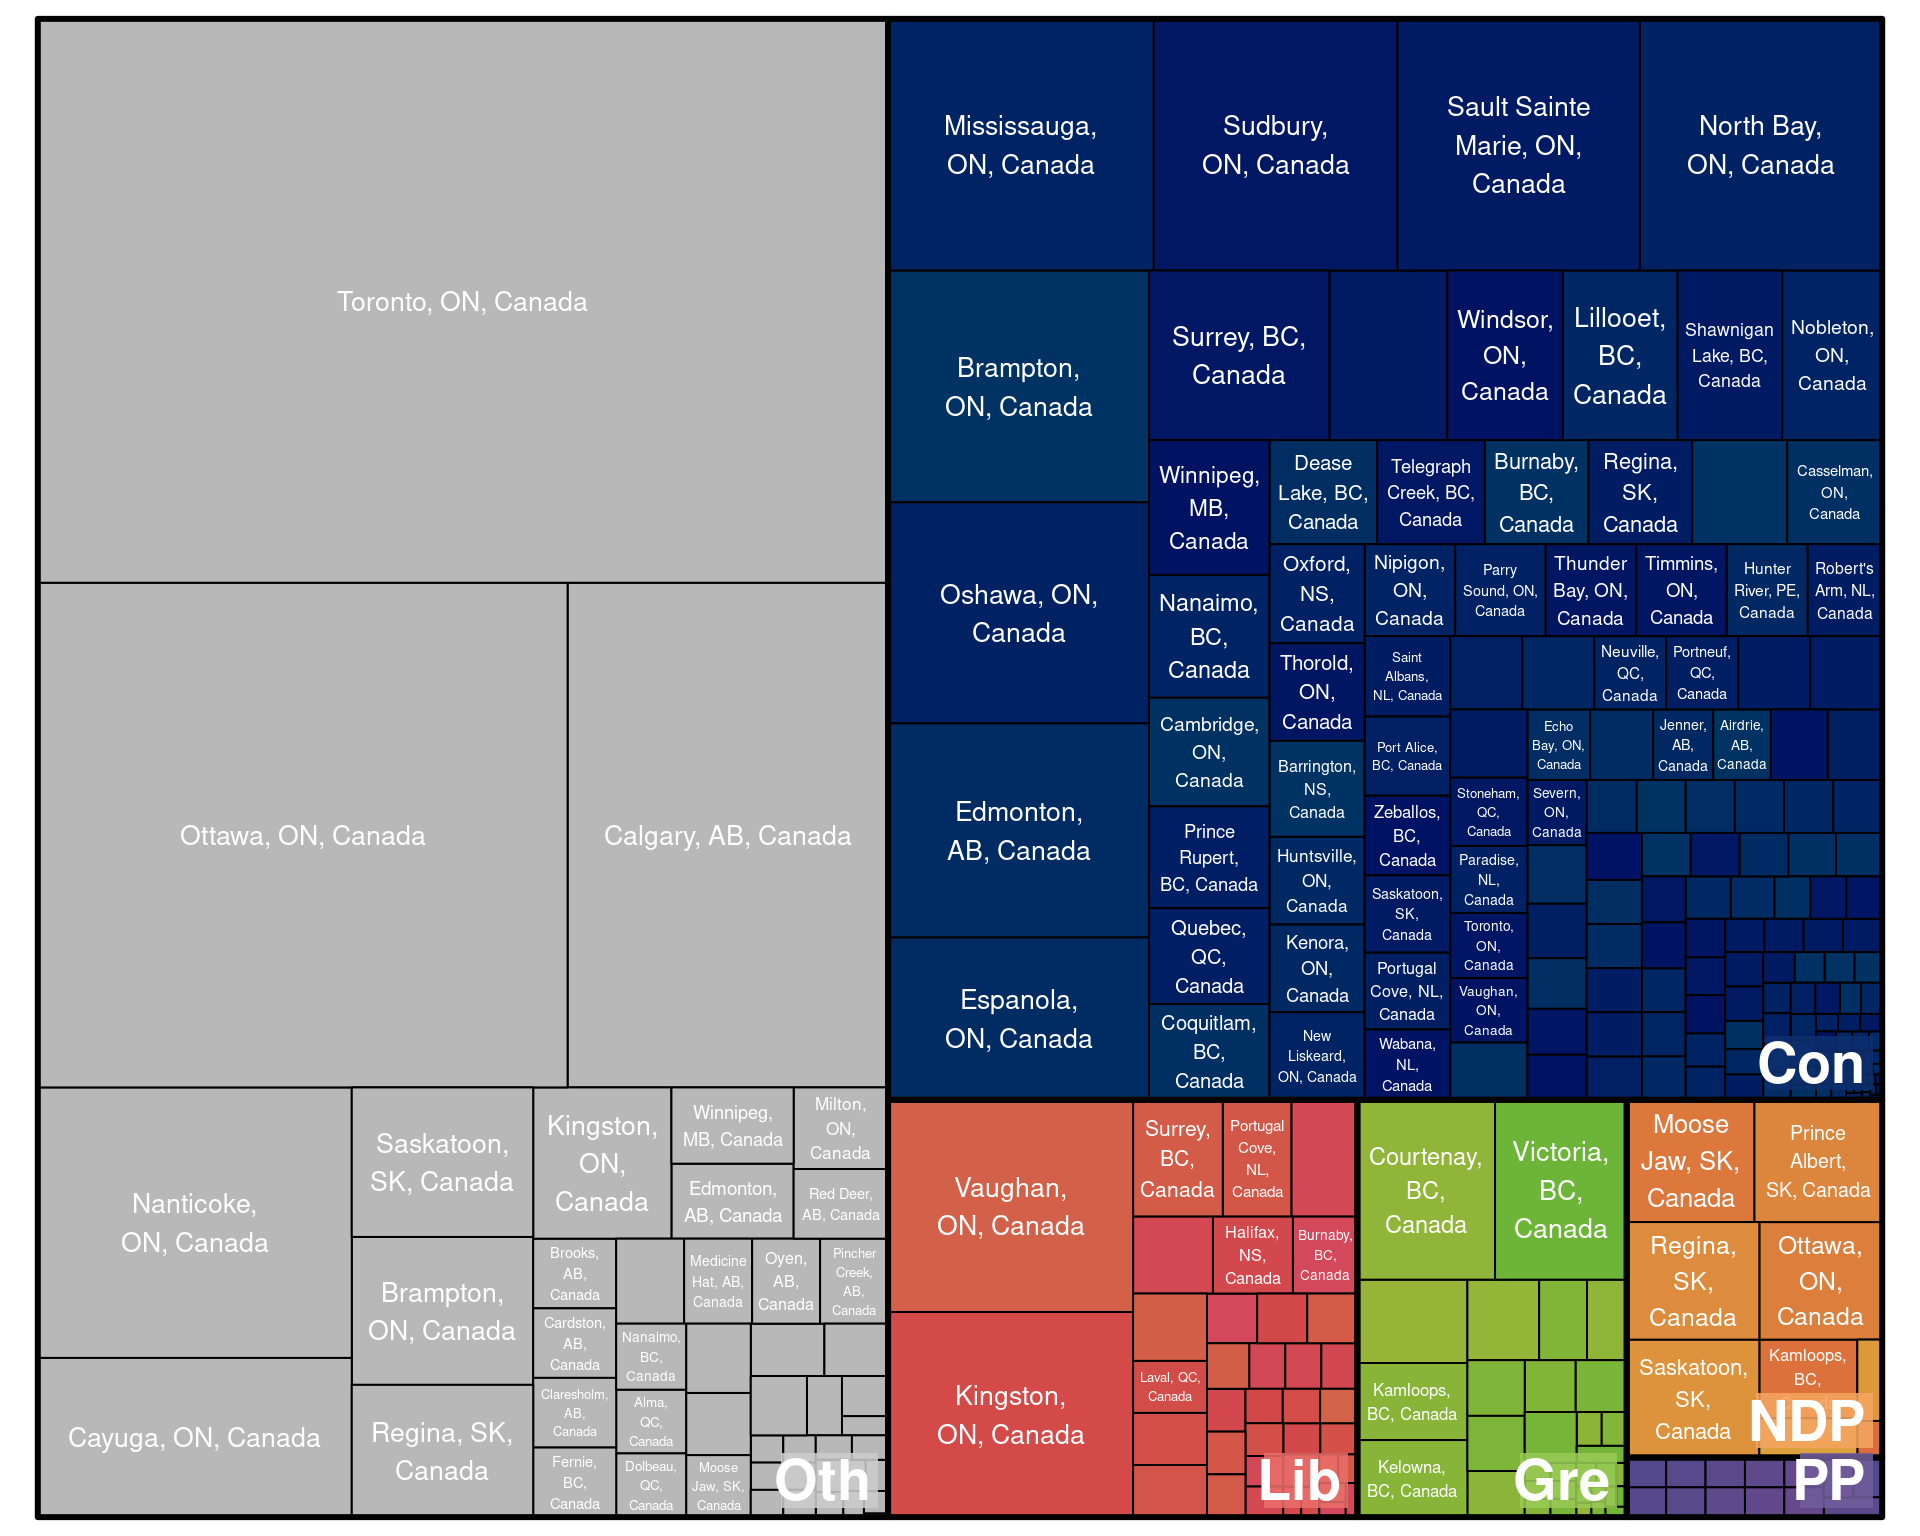 Toronto, ON, Canada
Ottawa, ON, Canada
Calgary, AB, Canada
Nanticoke,
ON, Canada
Cayuga, ON, Canada
Saskatoon,
SK, Canada
Brampton,
ON, Canada
Regina, SK,
Canada
Kingston,
ON,
Canada
Winnipeg,
MB, Canada
Milton,
ON,
Canada
Edmonton,
AB, Canada
Red Deer,
AB, Canada
Brooks,
AB,
Canada
Medicine
Hat, AB,
Canada
Oyen,
AB,
Canada
Pincher
Creek,
AB,
Canada
Cardston,
AB,
Canada
Nanaimo,
BC,
Canada
Claresholm,
AB,
Canada
Alma,
QC,
Canada
Fernie,
BC,
Canada
Dolbeau,
QC,
Canada
Moose
Jaw, SK,
Canada
Oth
Mississauga,
ON, Canada
Sudbury,
ON, Canada
Sault Sainte
Marie, ON,
Canada
North Bay,
ON, Canada
Brampton,
ON, Canada
Oshawa, ON,
Canada
Edmonton,
AB, Canada
Espanola,
ON, Canada
Surrey, BC,
Canada
Windsor,
ON,
Canada
Lillooet,
BC,
Canada
Shawnigan
Lake, BC,
Canada
Nobleton,
ON,
Canada
Winnipeg,
MB,
Canada
Nanaimo,
BC,
Canada
Cambridge,
ON,
Canada
Prince
Rupert,
BC, Canada
Quebec,
QC,
Canada
Coquitlam,
BC,
Canada
Dease
Lake, BC,
Canada
Telegraph
Creek, BC,
Canada
Burnaby,
BC,
Canada
Regina,
SK,
Canada
Casselman,
ON,
Canada
Oxford,
NS,
Canada
Thorold,
ON,
Canada
Barrington,
NS,
Canada
Huntsville,
ON,
Canada
Kenora,
ON,
Canada
New
Liskeard,
ON, Canada
Nipigon,
ON,
Canada
Parry
Sound, ON,
Canada
Thunder
Bay, ON,
Canada
Timmins,
ON,
Canada
Hunter
River, PE,
Canada
Robert's
Arm, NL,
Canada
Saint
Albans,
NL, Canada
Port Alice,
BC, Canada
Zeballos,
BC,
Canada
Saskatoon,
SK,
Canada
Portugal
Cove, NL,
Canada
Wabana,
NL,
Canada
Neuville,
QC,
Canada
Portneuf,
QC,
Canada
Echo
Bay, ON,
Canada
Jenner,
AB,
Canada
Airdrie,
AB,
Canada
Stoneham,
QC,
Canada
Severn,
ON,
Canada
Paradise,
NL,
Canada
Toronto,
ON,
Canada
Vaughan,
ON,
Canada
Con
Vaughan,
ON, Canada
Kingston,
ON, Canada
Surrey,
BC,
Canada
Portugal
Cove,
NL,
Canada
Halifax,
NS,
Canada
Burnaby,
BC,
Canada
Laval, QC,
Canada
Lib
Courtenay,
BC,
Canada
Victoria,
BC,
Canada
Kamloops,
BC, Canada
Kelowna,
BC, Canada
Gre
Moose
Jaw, SK,
Canada
Prince
Albert,
SK, Canada
Regina,
SK,
Canada
Ottawa,
ON,
Canada
Saskatoon,
SK,
Canada
Kamloops,
BC,
NDP
PP